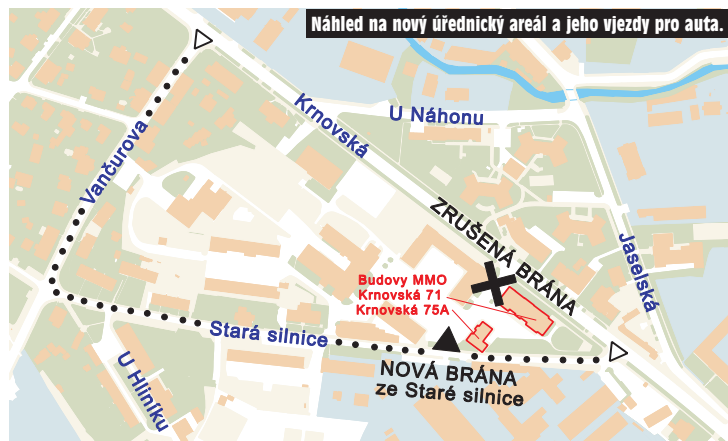 Náhled na nový úřednický areál a jeho vjezdy pro auta.
Krnovská
U Náhonu
Vančurova
ZRUŠENÁ BRÁNA
Jaselská
Budovy MMO
Krnovská 71
Krnovská 75A
Stará silnice
NOVÁ BRÁNA
ze Staré silnice
U Hliníku